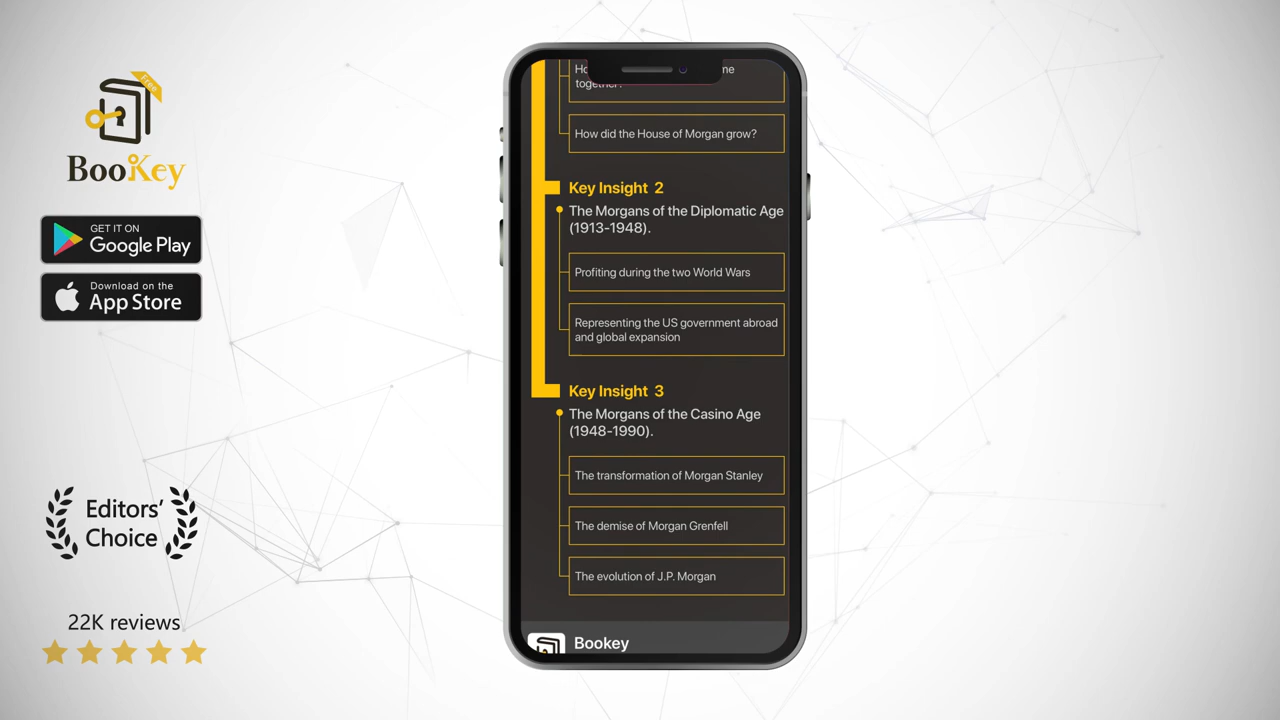 Free
BooKey
GET IT ON
Google Play
Download on the
App Store
Editors'
Choice
22K reviews
together?
How did the House of Morgan grow?
Key Insight 2
The Morgans of the Diplomatic Age
(1913-1948).
Profiting during the two World Wars
Representing the US government abroad
and global expansion
Key Insight 3
The Morgans of the Casino Age
(1948-1990).
The transformation of Morgan Stanley
The demise of Morgan Grenfell
The evolution of J.P. Morgan
Bookey